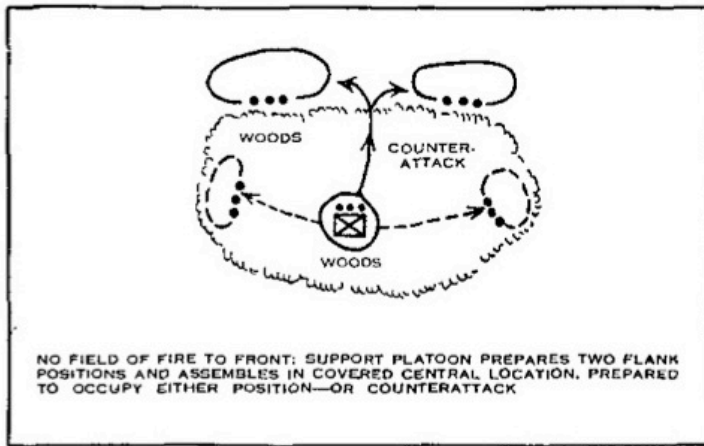 WOODS
COUNTER-
ATTACK
WOODS
NO FIELD OF FIRE TO FRONT: SUPPORT PLATOON PREPARES TWO FLANK
POSITIONS AND ASSEMBLES IN COVERED CENTRAL LOCATION, PREPARED
TO OCCUPY EITHER POSITION—OR COUNTERATTACK